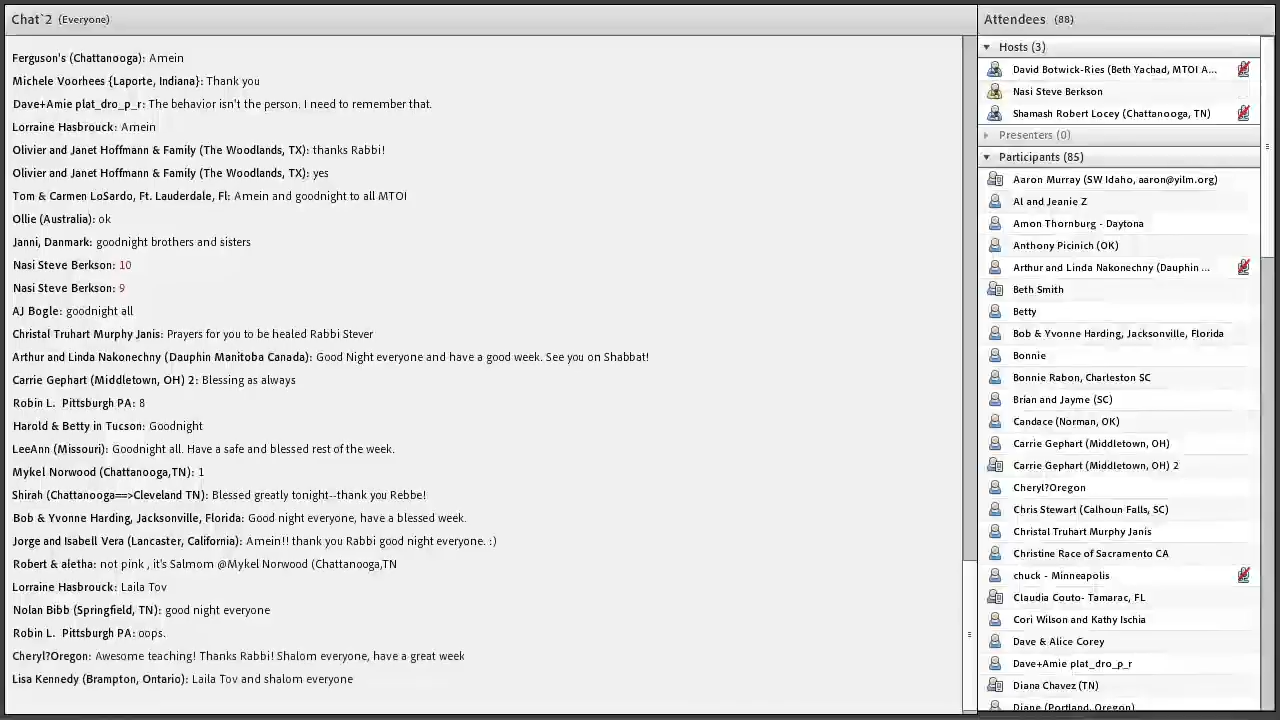 Chat`2 (Everyone)
Ferguson's (Chattanooga): Amein
Michele Voorhees {Laporte, Indiana}: Thank you
Dave+Amie plat_dro_p_r: The behavior isn't the person. I need to remember that.
Lorraine Hasbrouck: Amein
Olivier and Janet Hoffmann & Family (The Woodlands, TX): thanks Rabbi!
Olivier and Janet Hoffmann & Family (The Woodlands, TX): yes
Tom & Carmen LoSardo, Ft. Lauderdale, Fl: Amein and goodnight to all MTOI
Ollie (Australia): ok
Janni, Danmark: goodnight brothers and sisters
Nasi Steve Berkson: 10
Nasi Steve Berkson: 9
AJ Bogle: goodnight all
Christal Truhart Murphy Janis: Prayers for you to be healed Rabbi Stever
Arthur and Linda Nakonechny (Dauphin Manitoba Canada): Good Night everyone and have a good week. See you on Shabbat!
Carrie Gephart (Middletown, OH) 2: Blessing as always
Robin L. Pittsburgh PA: 8
Harold & Betty in Tucson: Goodnight
LeeAnn (Missouri): Goodnight all. Have a safe and blessed rest of the week.
Mykel Norwood (Chattanooga,TN): 1
Shirah (Chattanooga==>Cleveland TN): Blessed greatly tonight--thank you Rebbe!
Bob & Yvonne Harding, Jacksonville, Florida: Good night everyone, have a blessed week.
Jorge and Isabell Vera (Lancaster, California): Amein!! thank you Rabbi good night everyone. :)
Robert & aletha: not pink , it's Salmom @Mykel Norwood (Chattanooga,TN
Lorraine Hasbrouck: Laila Tov
Nolan Bibb (Springfield, TN): good night everyone
Robin L. Pittsburgh PA: oops.
Cheryl?Oregon: Awesome teaching! Thanks Rabbi! Shalom everyone, have a great week
Lisa Kennedy (Brampton, Ontario): Laila Tov and shalom everyone
Attendees (88)
Hosts (3)
David Botwick-Ries (Beth Yachad, MTOI A...
Nasi Steve Berkson
Shamash Robert Locey (Chattanooga, TN)
Presenters (0)
Participants (85)
Aaron Murray (SW Idaho, aaron@yilm.org)
Al and Jeanie Z
Amon Thornburg - Daytona
Anthony Picinich (OK)
Arthur and Linda Nakonechny (Dauphin ...
Beth Smith
Betty
Bob & Yvonne Harding, Jacksonville, Florida
Bonnie
Bonnie Rabon, Charleston SC
Brian and Jayme (SC)
Candace (Norman, OK)
Carrie Gephart (Middletown, OH)
Carrie Gephart (Middletown, OH) 2
Cheryl?Oregon
Chris Stewart (Calhoun Falls, SC)
Christal Truhart Murphy Janis
Christine Race of Sacramento CA
chuck - Minneapolis
Claudia Couto- Tamarac, FL
Cori Wilson and Kathy Ischia
Dave & Alice Corey
Dave+Amie plat_dro_p_r
Diana Chavez (TN)
Diane (Portland, Oregon)